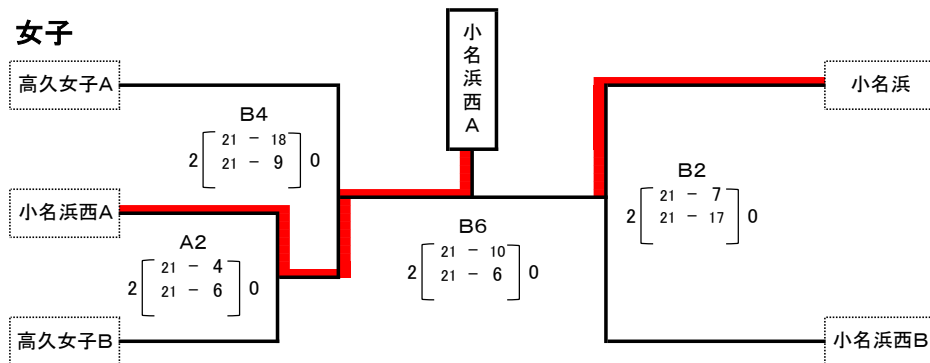 女子
小名浜西A
高久女子A
小名浜
B4
2 [ 21 - 18 ] 0
21 - 9
B2
2 [ 21 - 7 ] 0
21 - 17
小名浜西A
A2
2 [ 21 - 4 ] 0
21 - 6
B6
2 [ 21 - 10 ] 0
21 - 6
高久女子B
小名浜西B